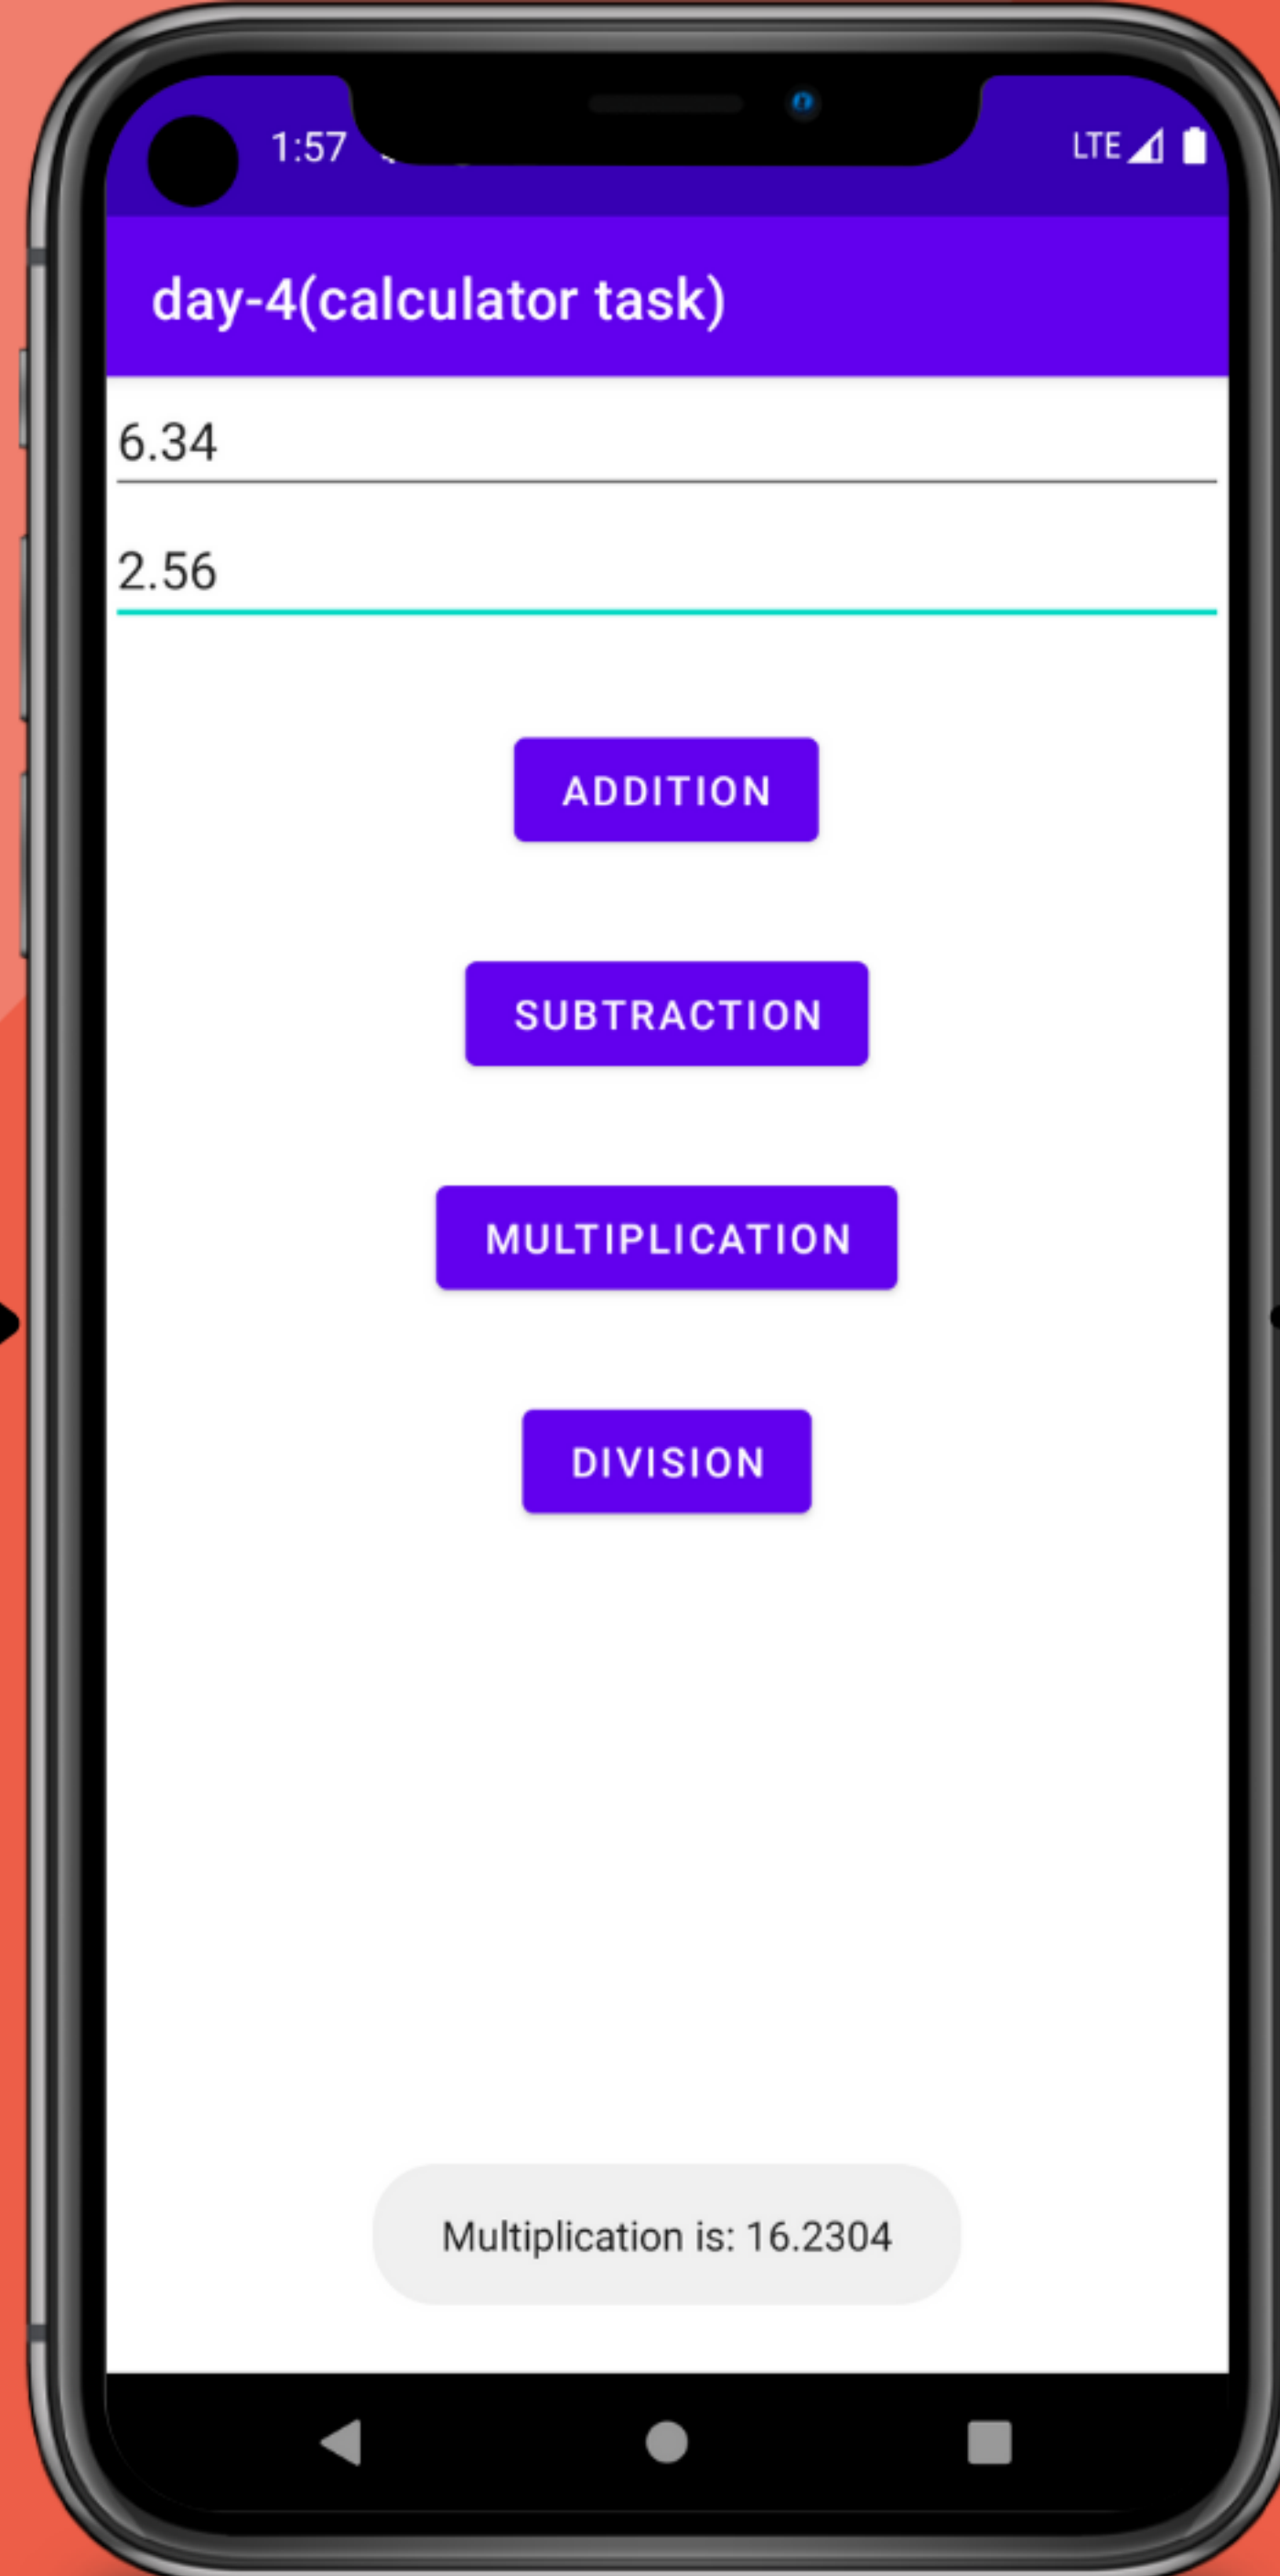 1:57 LTE
day-4(calculator task)
6.34
2.56
ADDITION
SUBTRACTION
MULTIPLICATION
DIVISION
Multiplication is: 16.2304